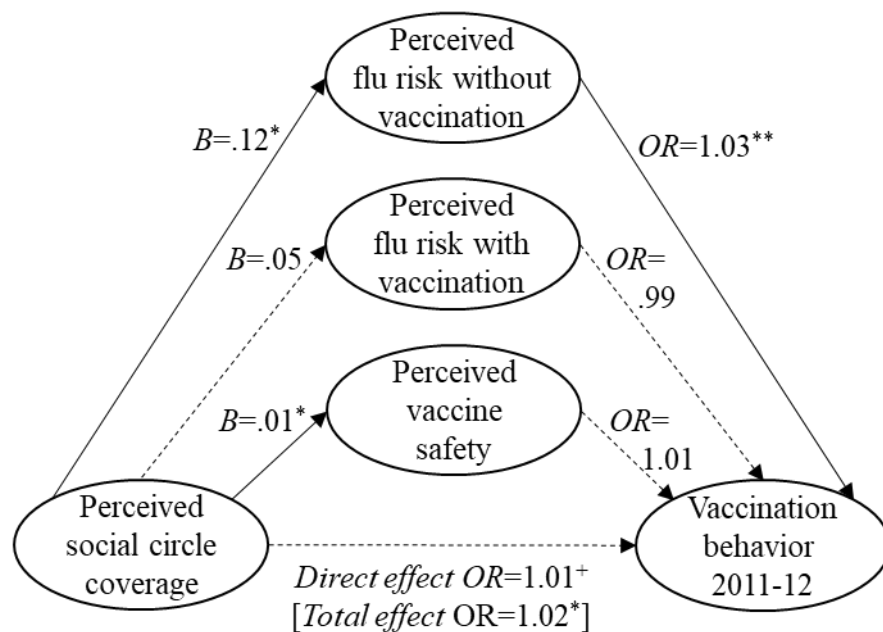 Perceived
flu risk without
vaccination
B=.12*
OR=1.03**
Perceived
flu risk with
vaccination
B=.05
OR=
.99
Perceived
vaccine
safety
B=.01*
OR=
1.01
Perceived
social circle
coverage
Vaccination
behavior
2011-12
Direct effect OR=1.01+
[Total effect OR=1.02*]